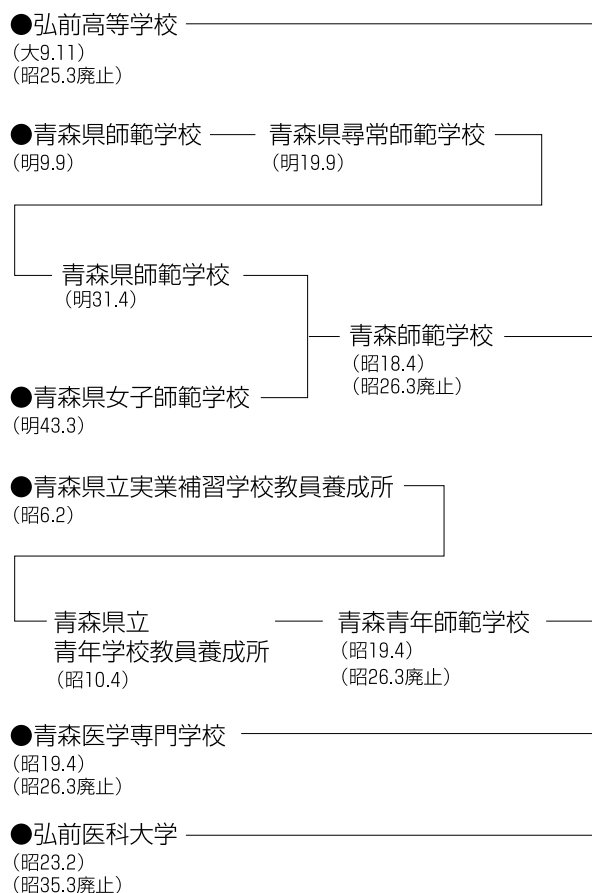 ●弘前高等学校
（大9.11）
（昭25.3廃止）
●青森県師範学校
（明9.9）
青森県尋常師範学校
（明19.9）
青森県師範学校
（明31.4）
●青森県女子師範学校
（明43.3）
青森師範学校
（昭18.4）
（昭26.3廃止）
●青森県立実業補習学校教員養成所
（昭6.2）
青森県立
青年学校教員養成所
（昭10.4）
青森青年師範学校
（昭19.4）
（昭26.3廃止）
●青森医学専門学校
（昭19.4）
（昭26.3廃止）
●弘前医科大学
（昭23.2）
（昭35.3廃止）